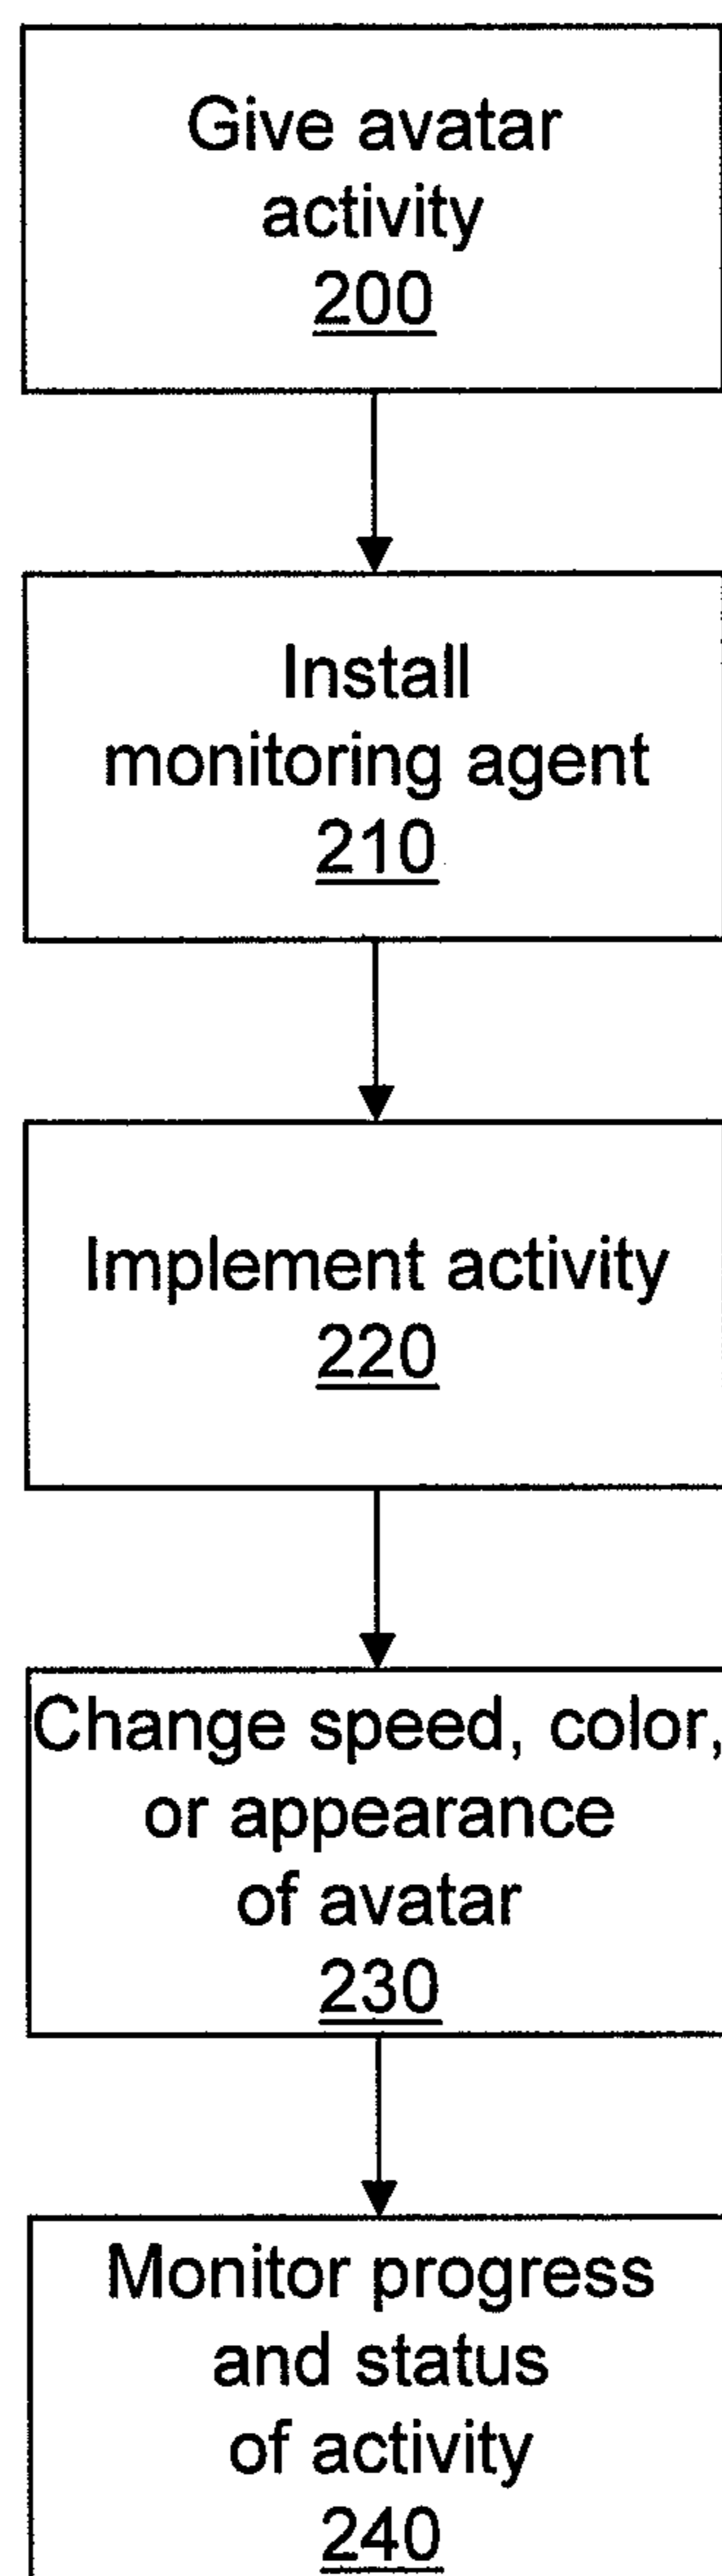 Give avatar
activity
200
Install
monitoring agent
210
Implement activity
220
Change speed, color,
or appearance
of avatar
230
Monitor progress
and status
of activity
240